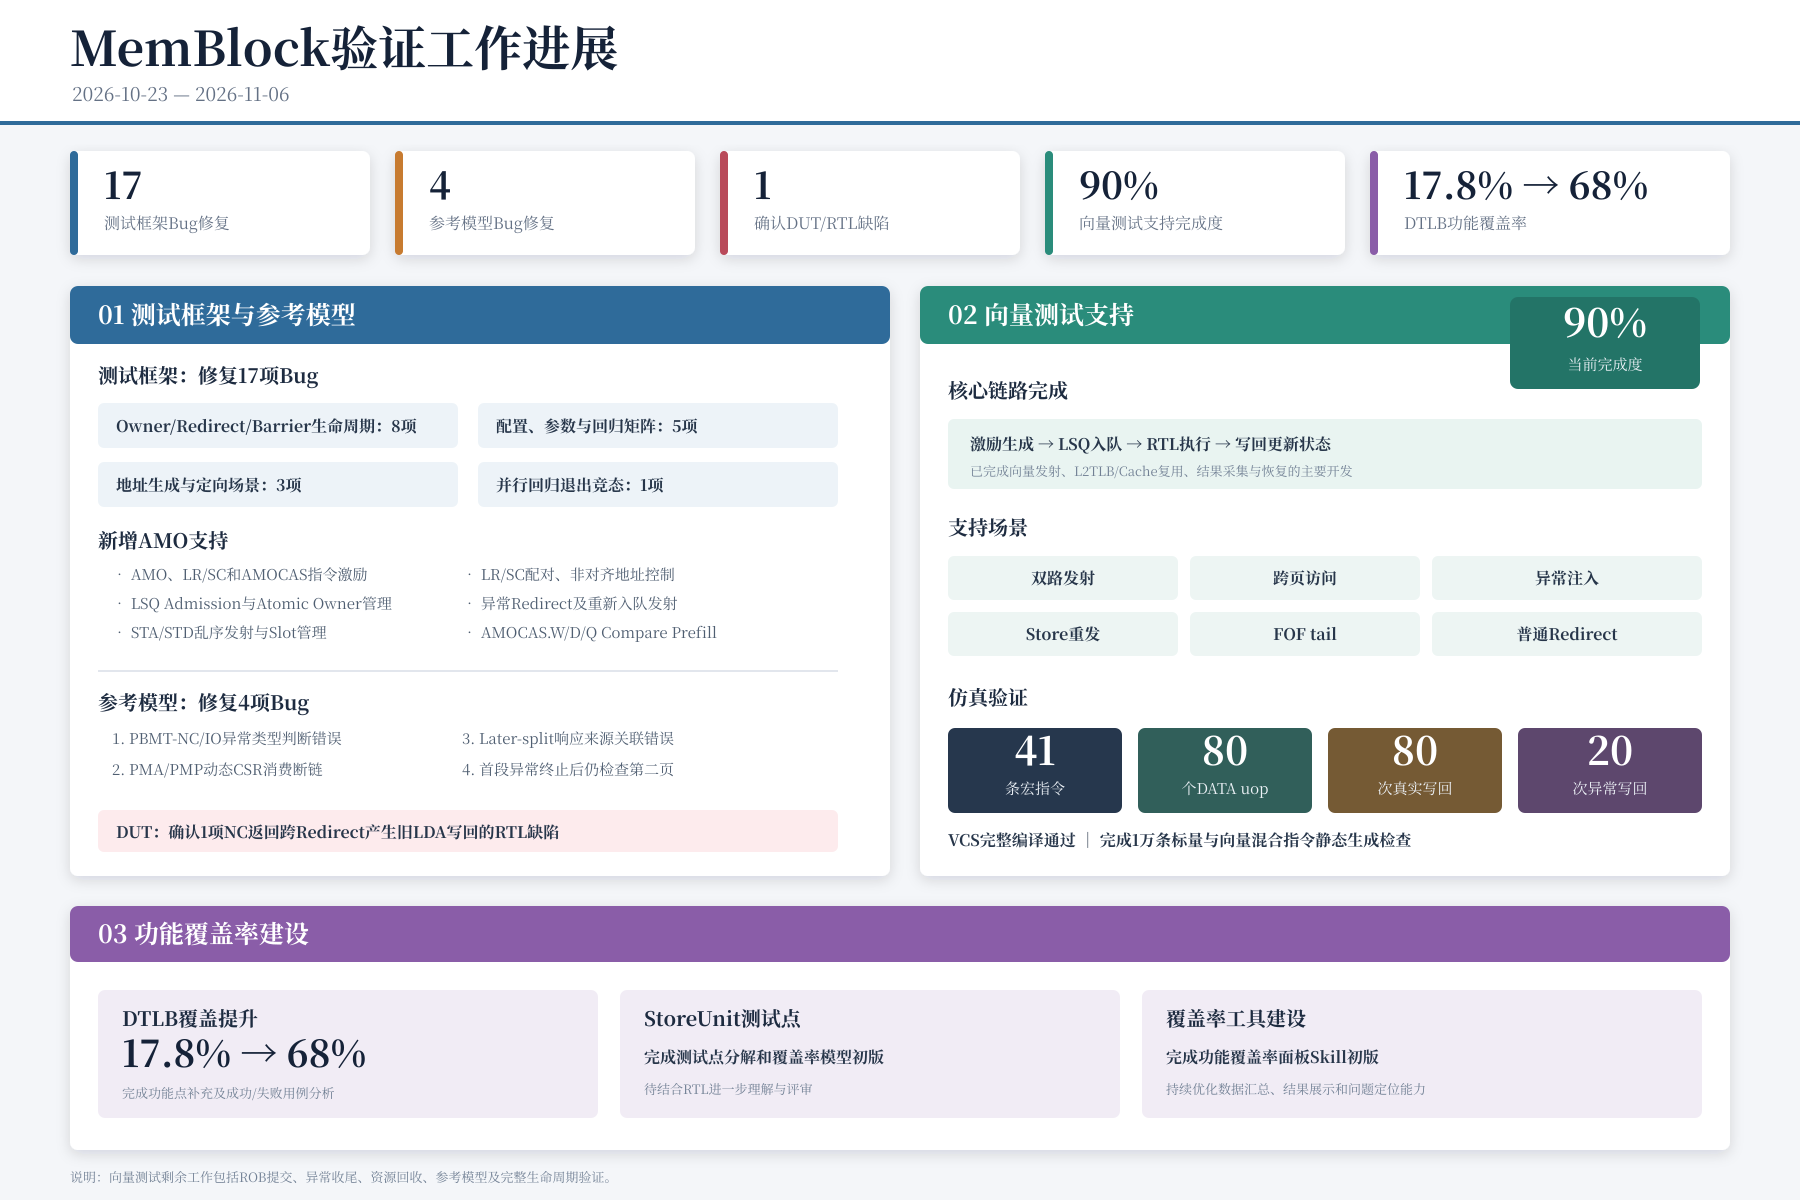 MemBlock验证工作进展
2026-10-23 — 2026-11-06
17
测试框架Bug修复
4
参考模型Bug修复
1
确认DUT/RTL缺陷
90%
向量测试支持完成度
17.8% → 68%
DTLB功能覆盖率
01 测试框架与参考模型
测试框架：修复17项Bug
Owner/Redirect/Barrier生命周期：8项
配置、参数与回归矩阵：5项
地址生成与定向场景：3项
并行回归退出竞态：1项
新增AMO支持
· AMO、LR/SC和AMOCAS指令激励
· LR/SC配对、非对齐地址控制
· LSQ Admission与Atomic Owner管理
· 异常Redirect及重新入队发射
· STA/STD乱序发射与Slot管理
· AMOCAS.W/D/Q Compare Prefill
参考模型：修复4项Bug
1. PBMT-NC/IO异常类型判断错误
3. Later-split响应来源关联错误
2. PMA/PMP动态CSR消费断链
4. 首段异常终止后仍检查第二页
DUT：确认1项NC返回跨Redirect产生旧LDA写回的RTL缺陷
02 向量测试支持
90%
当前完成度
核心链路完成
激励生成 → LSQ入队 → RTL执行 → 写回更新状态
已完成向量发射、L2TLB/Cache复用、结果采集与恢复的主要开发
支持场景
双路发射
跨页访问
异常注入
Store重发
FOF tail
普通Redirect
仿真验证
41
条宏指令
80
个DATA uop
80
次真实写回
20
次异常写回
VCS完整编译通过 ｜ 完成1万条标量与向量混合指令静态生成检查
03 功能覆盖率建设
DTLB覆盖提升
17.8% → 68%
完成功能点补充及成功/失败用例分析
StoreUnit测试点
完成测试点分解和覆盖率模型初版
待结合RTL进一步理解与评审
覆盖率工具建设
完成功能覆盖率面板Skill初版
持续优化数据汇总、结果展示和问题定位能力
说明：向量测试剩余工作包括ROB提交、异常收尾、资源回收、参考模型及完整生命周期验证。